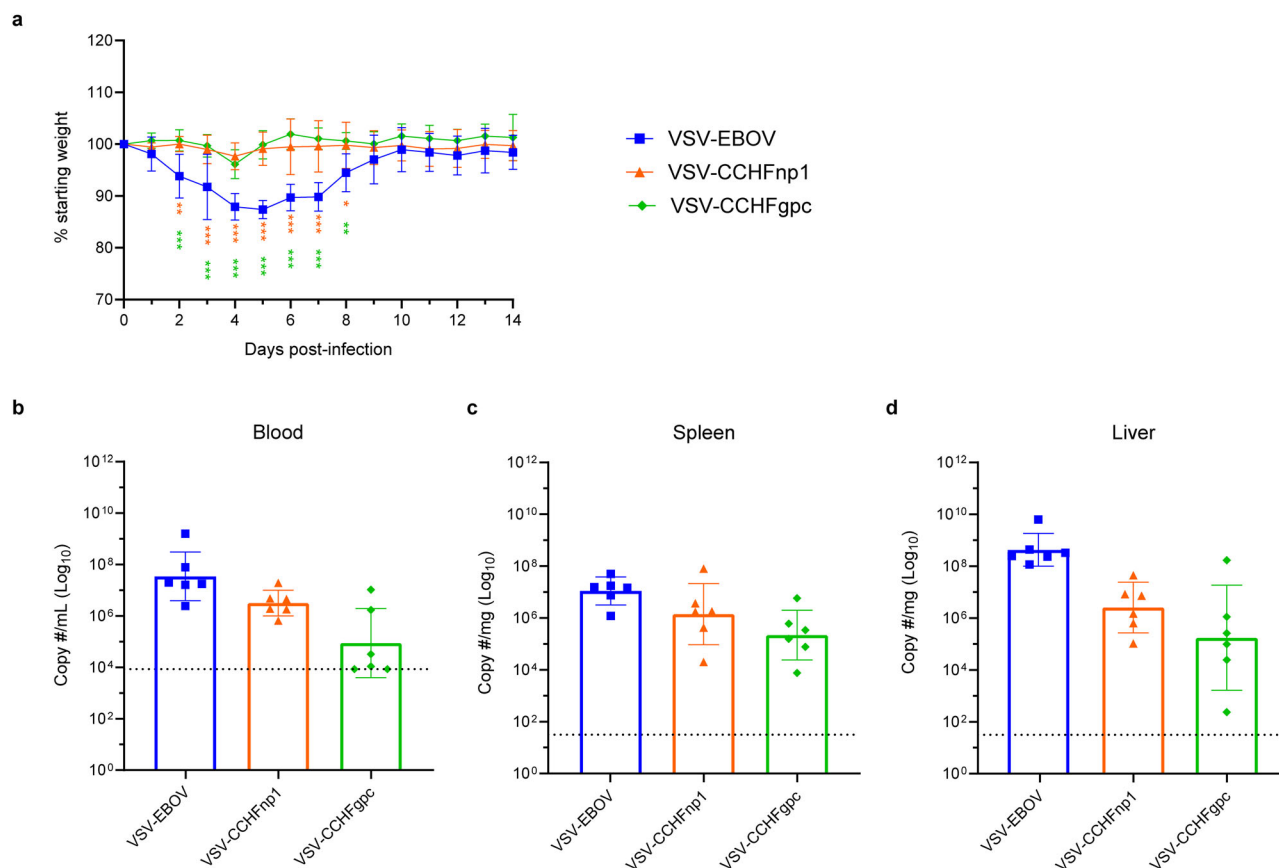 a
120
110
100
90
80
70
% starting weight
0 2 4 6 8 10 12 14
Days post-infection
** *** *** *** *** *** *
*** *** *** *** *** *** **
VSV-EBOV
VSV-CCHFnp1
VSV-CCHFgpc
b
Blood
10¹²
10¹⁰
10⁸
10⁶
10⁴
10²
10⁰
Copy #/mL (Log₁₀)
VSV-EBOV
VSV-CCHFnp1
VSV-CCHFgpc
c
Spleen
10¹²
10¹⁰
10⁸
10⁶
10⁴
10²
10⁰
Copy #/mg (Log₁₀)
VSV-EBOV
VSV-CCHFnp1
VSV-CCHFgpc
d
Liver
10¹²
10¹⁰
10⁸
10⁶
10⁴
10²
10⁰
Copy #/mg (Log₁₀)
VSV-EBOV
VSV-CCHFnp1
VSV-CCHFgpc